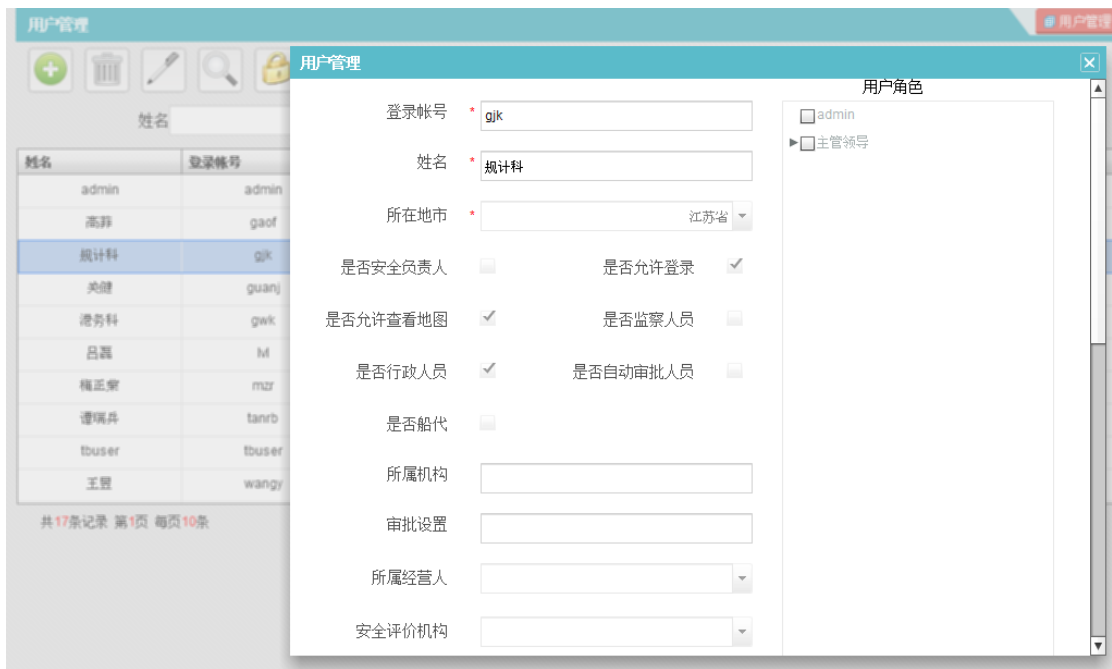 用户管理
用户管理
姓名
姓名 登录帐号
admin admin
高菲 gaof
规计科 gjk
关健 guanj
港务科 gwk
吕磊 lvl
mzr
谭瑞兵 tanrb
tbuser tbuser
王昱 wangy
共17条记录 第1页 每页10条
用户管理
登录帐号 * gjk
姓名 * 规计科
所在地市 * 江苏省
是否安全负责人 是否允许登录
是否允许查看地图 是否监察人员
是否行政人员 是否自动审批人员
是否船代
所属机构
审批设置
所属经营人
安全评价机构
用户角色
admin
主管领导